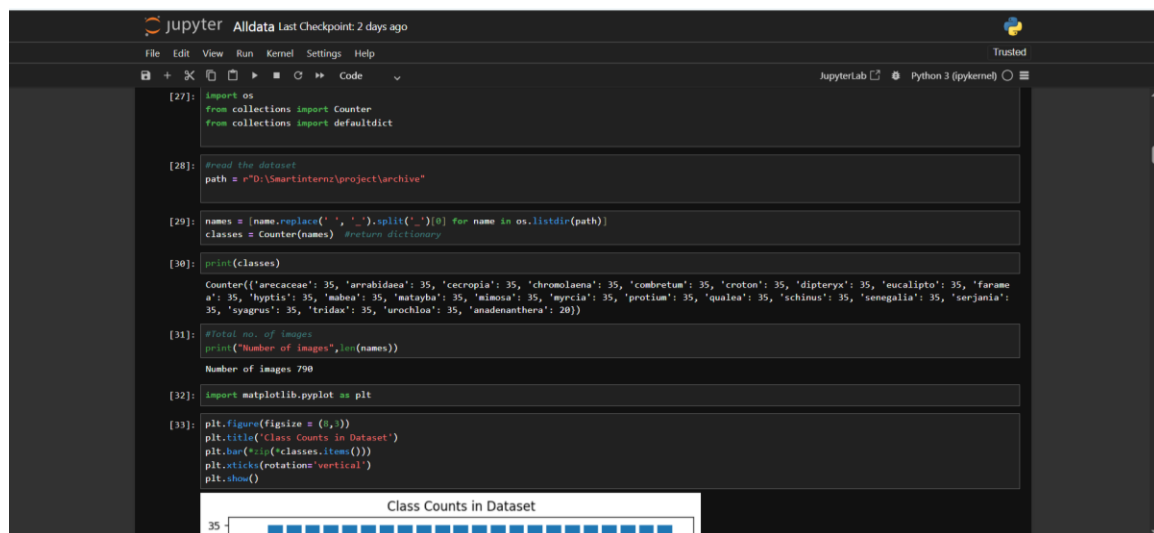 jupyter Alldata Last Checkpoint: 2 days ago
File Edit View Run Kernel Settings Help Trusted
Code JupyterLab Python 3 (ipykernel)
[27]: import os
from collections import Counter
from collections import defaultdict
[28]: #read the dataset
path = r"D:\Smartinternz\project\archive"
[29]: names = [name.replace(' ', '_').split('_')[0] for name in os.listdir(path)]
classes = Counter(names) #return dictionary
[30]: print(classes)
Counter({'arecaceae': 35, 'arrabidaea': 35, 'cecropia': 35, 'chromolaena': 35, 'combretum': 35, 'croton': 35, 'dipteryx': 35, 'eucalipto': 35, 'farame
a': 35, 'hyptis': 35, 'mabea': 35, 'matayba': 35, 'mimosa': 35, 'myrcia': 35, 'protium': 35, 'qualea': 35, 'schinus': 35, 'senegalia': 35, 'serjania':
35, 'syagrus': 35, 'tridax': 35, 'urochloa': 35, 'anadenanthera': 20})
[31]: #Total no. of images
print("Number of images",len(names))
Number of images 790
[32]: import matplotlib.pyplot as plt
[33]: plt.figure(figsize = (8,3))
plt.title('Class Counts in Dataset')
plt.bar(*zip(*classes.items()))
plt.xticks(rotation='vertical')
plt.show()
Class Counts in Dataset
35